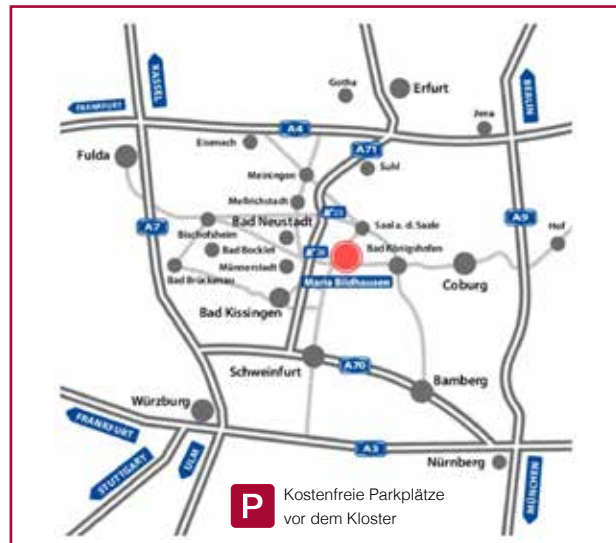 KASSEL
FRANKFURT
BERLIN
Gotha
Erfurt
Jena
A4
Eisenach
A71
Fulda
Suhl
Meiningen
Mellrichstadt
A7
A9
Bad Neustadt
Saal a. d. Saale
Hof
Bischofsheim
Bad Bocklet
Bad Königshofen
Münnerstadt
Maria Bildhausen
Bad Brückenau
Coburg
Bad Kissingen
Schweinfurt
A70
Bamberg
Würzburg
FRANKFURT
A3
STUTTGART
ULM
Nürnberg
MÜNCHEN
P
Kostenfreie Parkplätze
vor dem Kloster